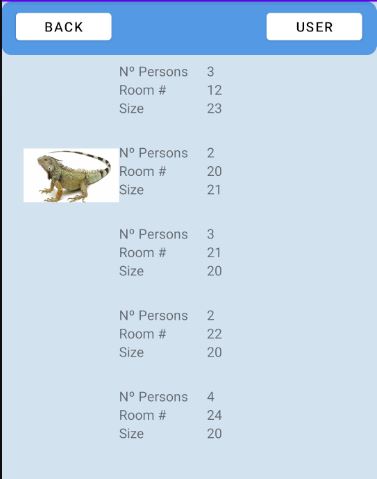 BACK USER
Nº Persons 3
Room # 12
Size 23
Nº Persons 2
Room # 20
Size 21
Nº Persons 3
Room # 21
Size 20
Nº Persons 2
Room # 22
Size 20
Nº Persons 4
Room # 24
Size 20